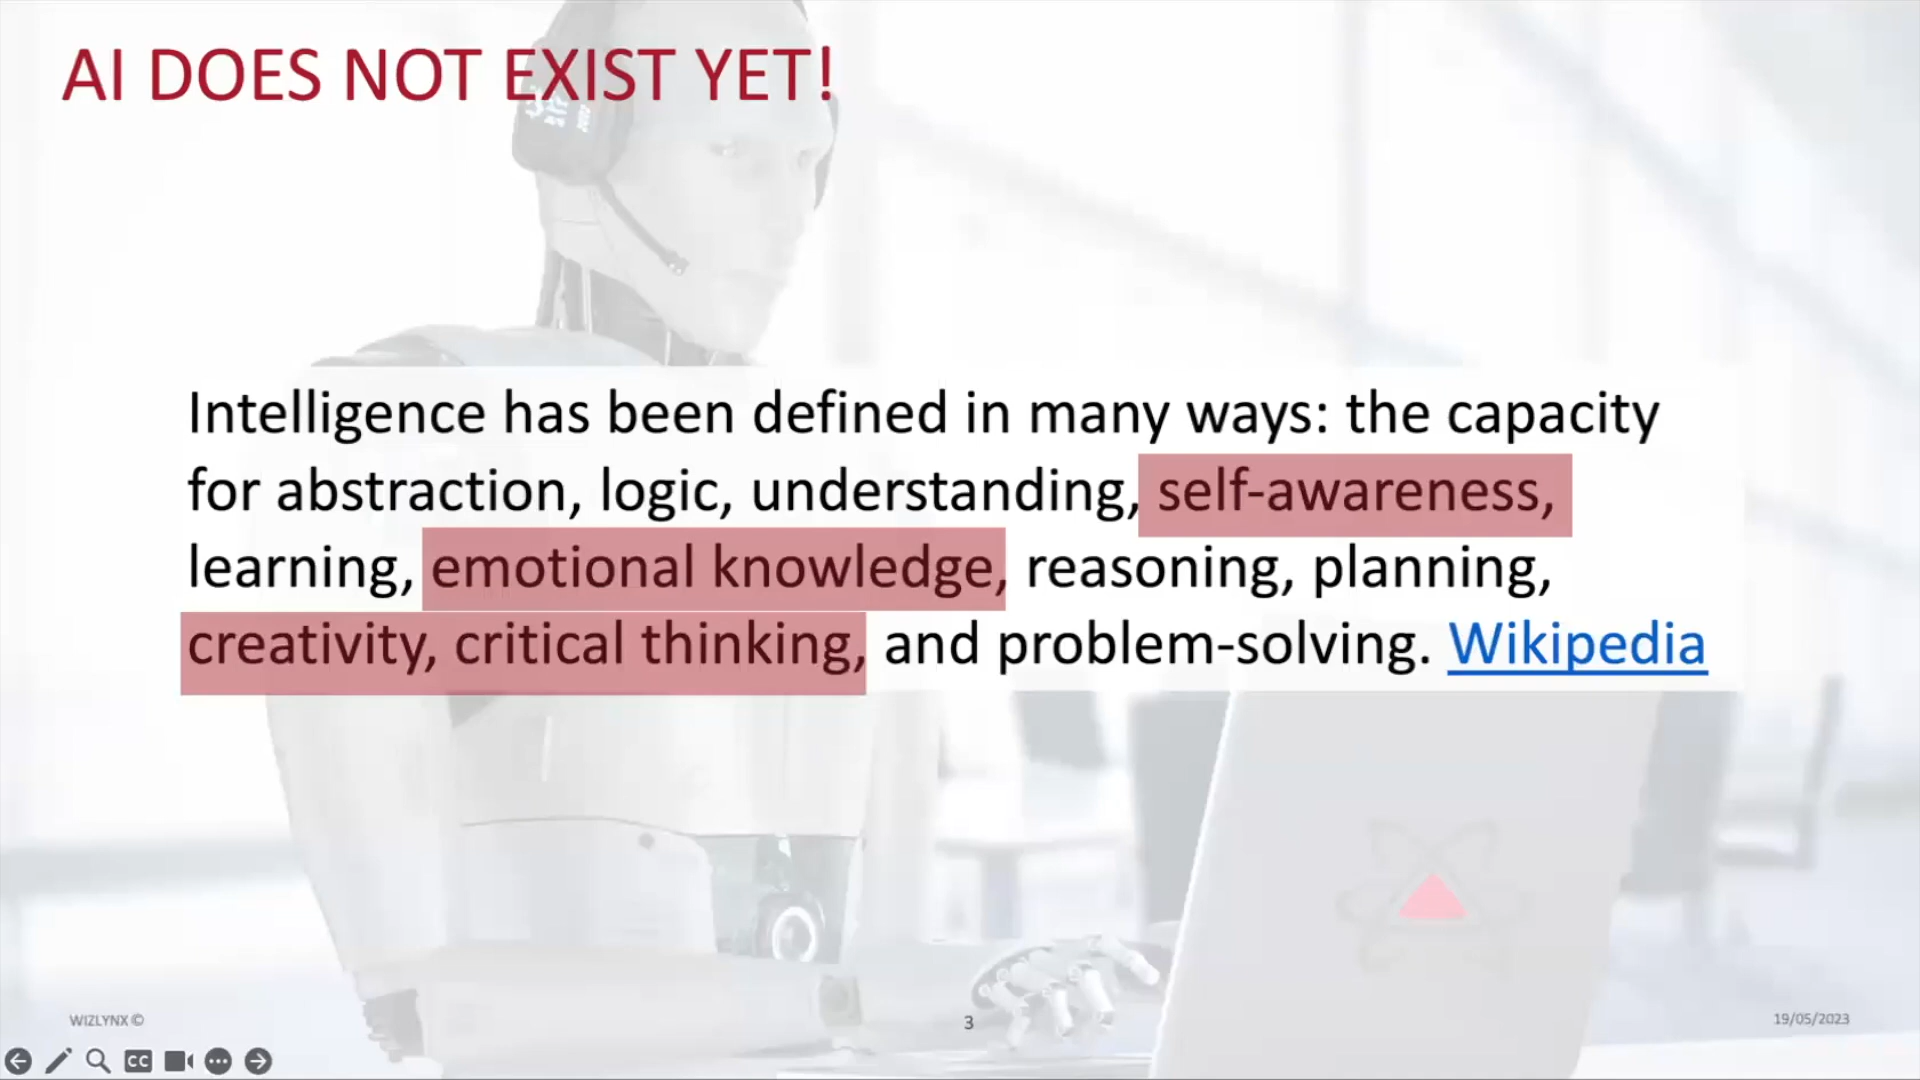 AI DOES NOT EXIST YET!
Intelligence has been defined in many ways: the capacity
for abstraction, logic, understanding, self-awareness,
learning, emotional knowledge, reasoning, planning,
creativity, critical thinking, and problem-solving. Wikipedia
WIZLYNX ©
3
19/05/2023
CC